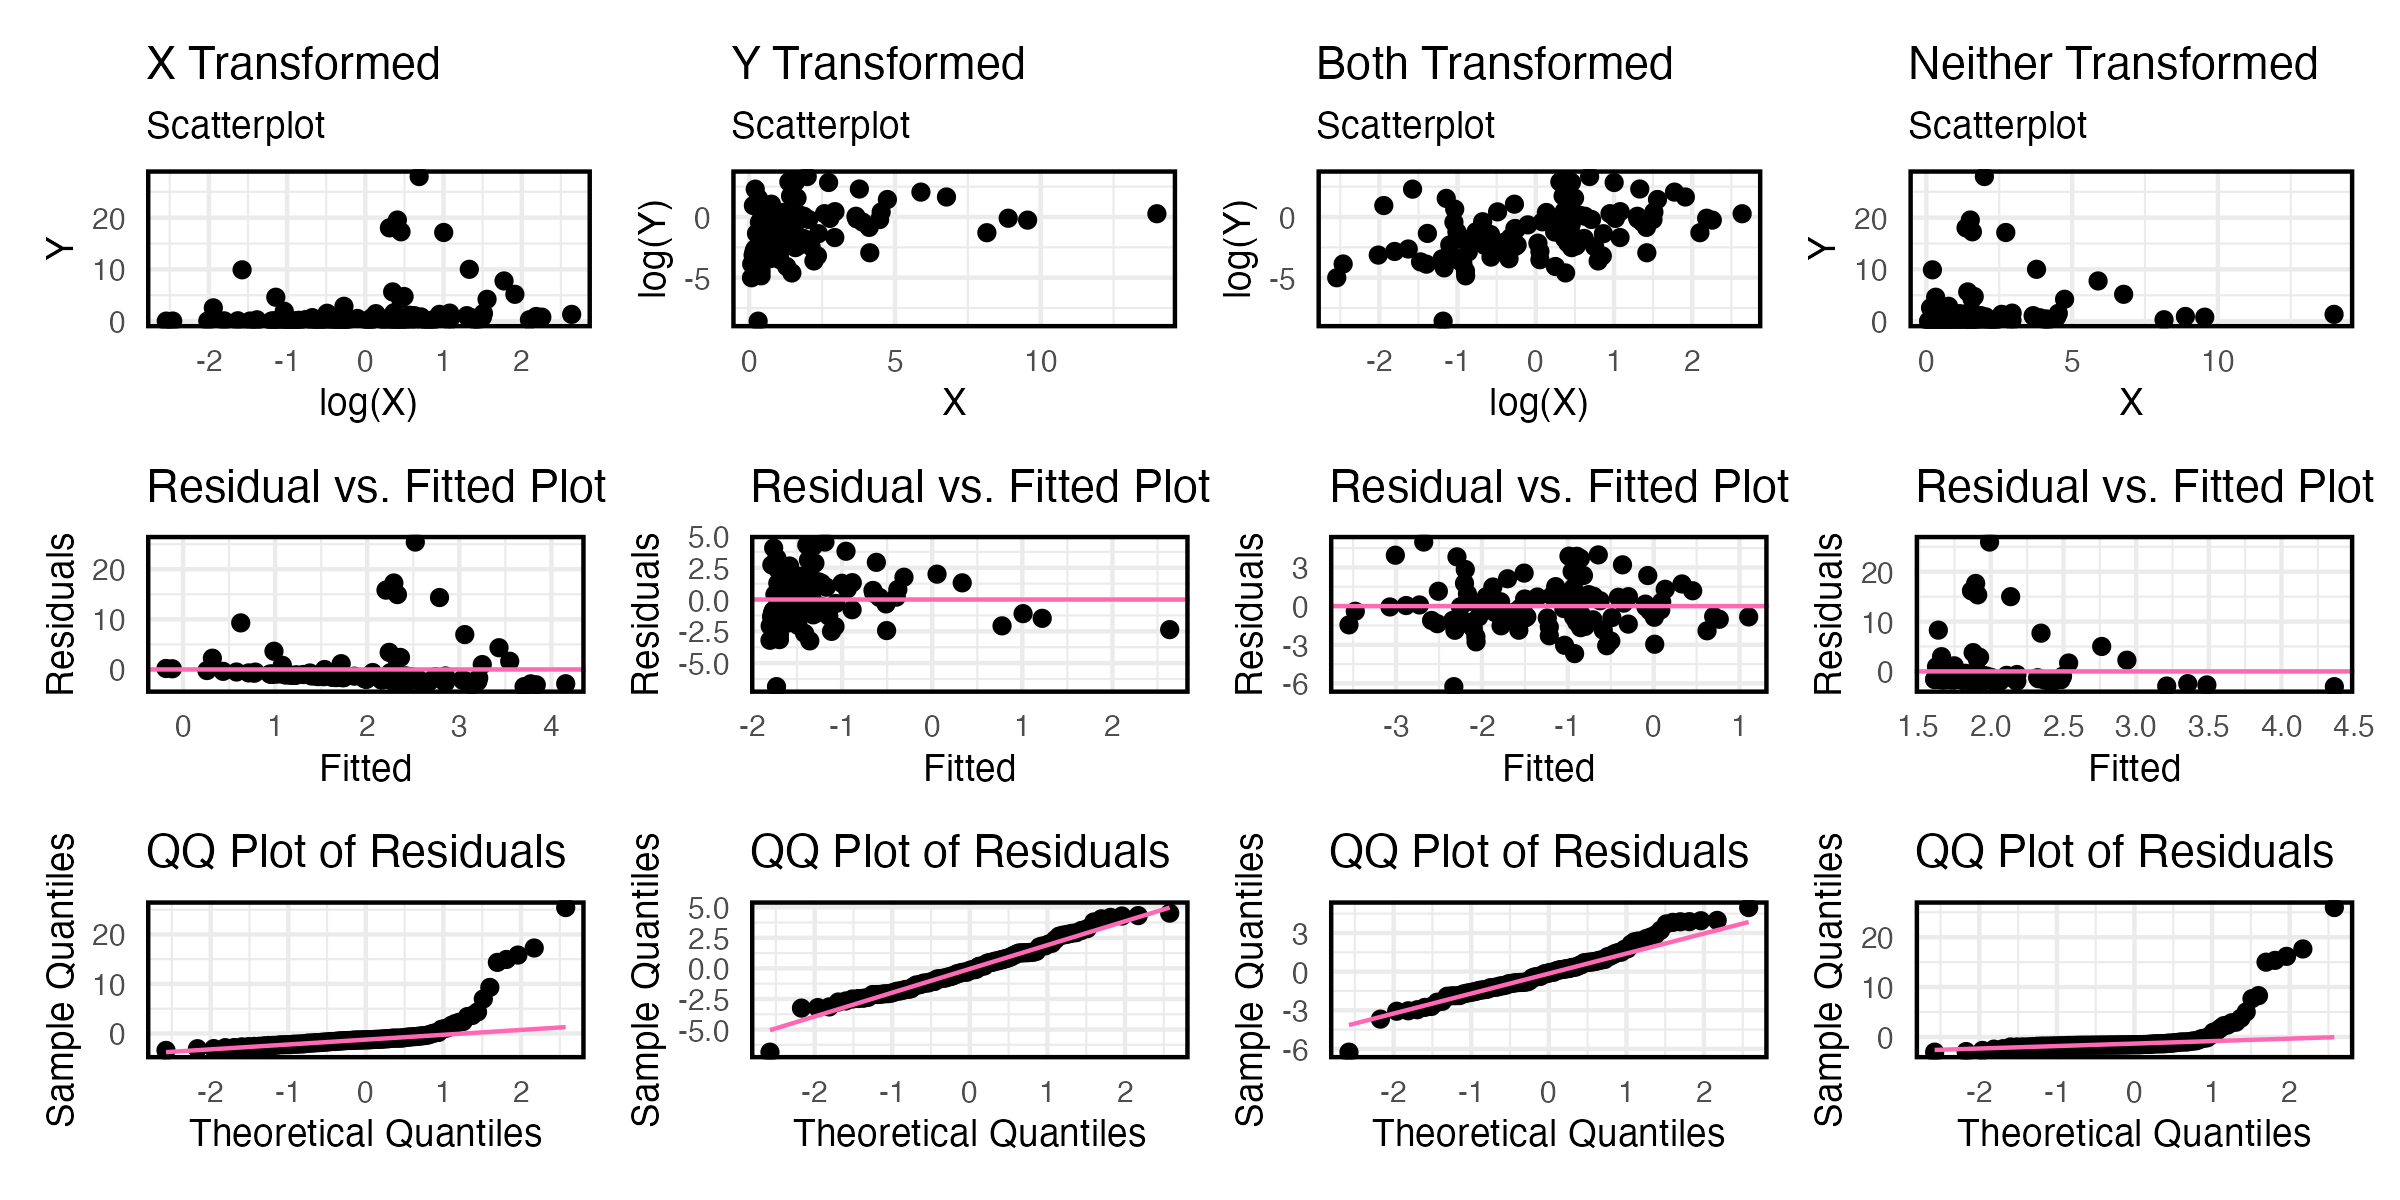 X Transformed
Y Transformed
Both Transformed
Neither Transformed
Scatterplot
Scatterplot
Scatterplot
Scatterplot
Y
20
10
0
-2 -1 0 1 2
log(X)
log(Y)
0
-5
0 5 10
X
log(Y)
0
-5
-2 -1 0 1 2
log(X)
Y
20
10
0
0 5 10
X
Residual vs. Fitted Plot
Residual vs. Fitted Plot
Residual vs. Fitted Plot
Residual vs. Fitted Plot
Residuals
20
10
0
0 1 2 3 4
Fitted
Residuals
5.0
2.5
0.0
-2.5
-5.0
-2 -1 0 1 2
Fitted
Residuals
3
0
-3
-6
-3 -2 -1 0 1
Fitted
Residuals
20
10
0
1.5 2.0 2.5 3.0 3.5 4.0 4.5
Fitted
QQ Plot of Residuals
QQ Plot of Residuals
QQ Plot of Residuals
QQ Plot of Residuals
Sample Quantiles
20
10
0
-2 -1 0 1 2
Theoretical Quantiles
Sample Quantiles
5.0
2.5
0.0
-2.5
-5.0
-2 -1 0 1 2
Theoretical Quantiles
Sample Quantiles
3
0
-3
-6
-2 -1 0 1 2
Theoretical Quantiles
Sample Quantiles
20
10
0
-2 -1 0 1 2
Theoretical Quantiles